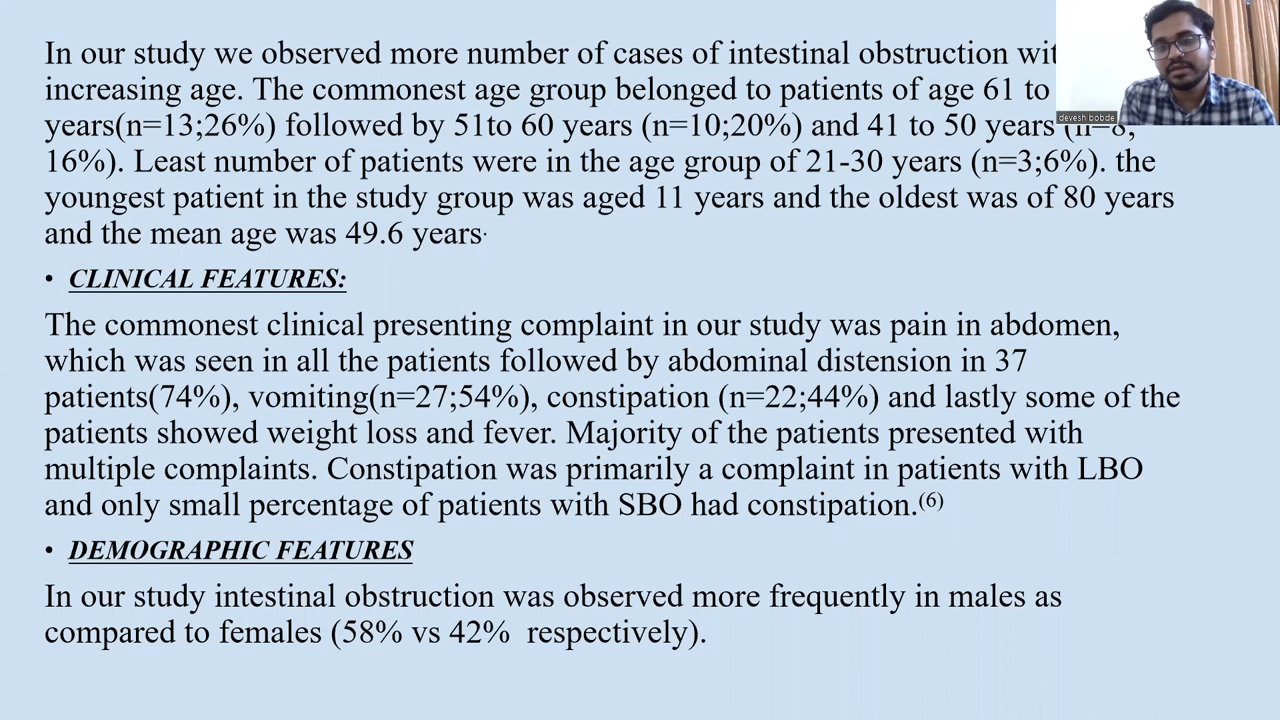 In our study we observed more number of cases of intestinal obstruction
increasing age. The commonest age group belonged to patients of age 61 to
years(n=13;26%) followed by 51to 60 years (n=10;20%) and 41 to 50 years (n=8;
16%). Least number of patients were in the age group of 21-30 years (n=3;6%). the
youngest patient in the study group was aged 11 years and the oldest was of 80 years
and the mean age was 49.6 years.
• CLINICAL FEATURES:
The commonest clinical presenting complaint in our study was pain in abdomen,
which was seen in all the patients followed by abdominal distension in 37
patients(74%), vomiting(n=27;54%), constipation (n=22;44%) and lastly some of the
patients showed weight loss and fever. Majority of the patients presented with
multiple complaints. Constipation was primarily a complaint in patients with LBO
and only small percentage of patients with SBO had constipation.(6)
• DEMOGRAPHIC FEATURES
In our study intestinal obstruction was observed more frequently in males as
compared to females (58% vs 42% respectively).
devesh bobde